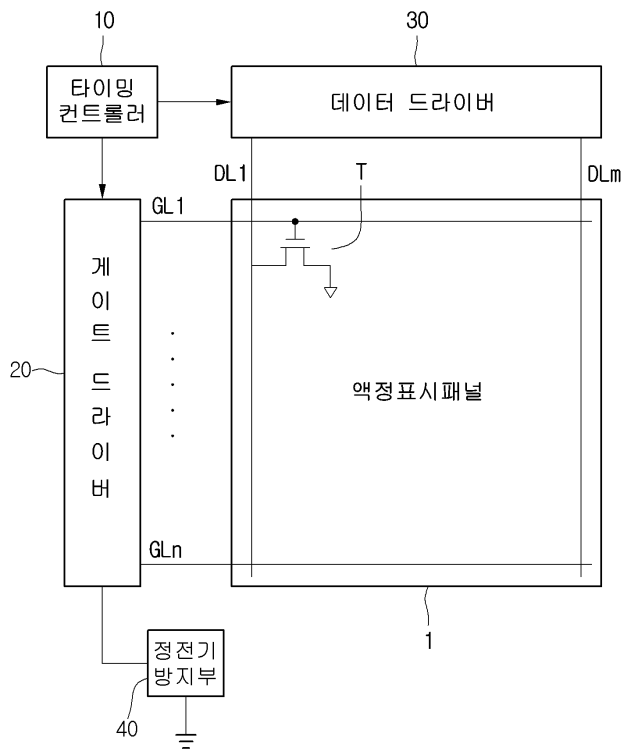 10
30
타이밍
컨트롤러
데이터 드라이버
DL1
T
DLm
GL1
게이트 드라이버
20
액정표시패널
GLn
1
정전기
방지부
40